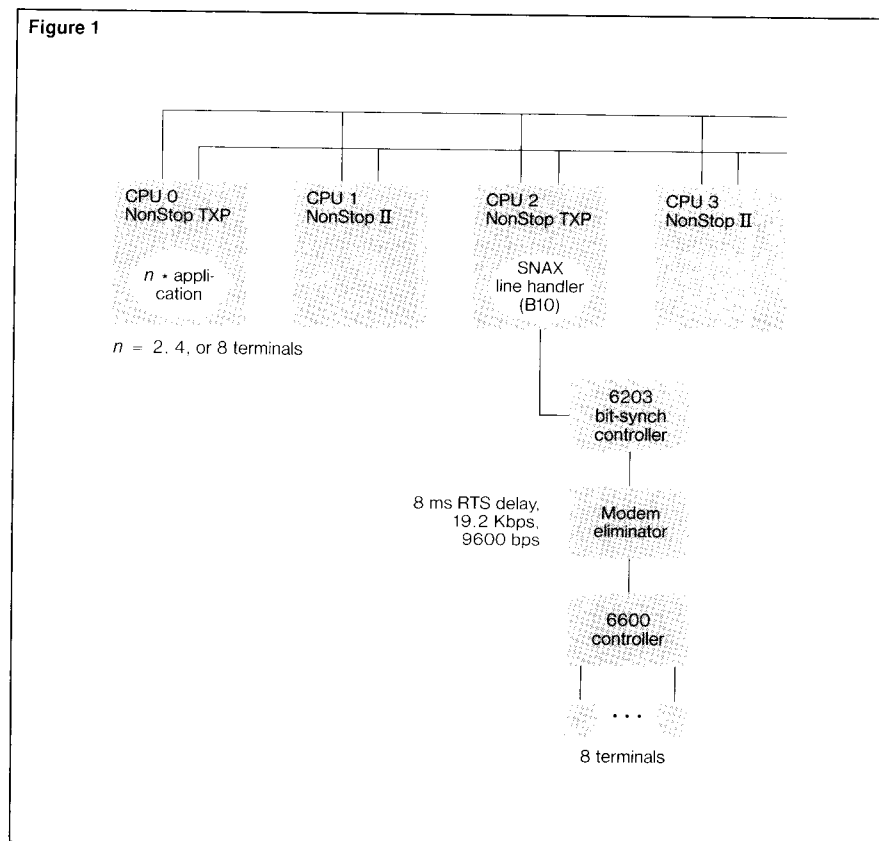 Figure 1
CPU 0
NonStop TXP
n * appli-
cation
n = 2. 4, or 8 terminals
CPU 1
NonStop II
CPU 2
NonStop TXP
SNAX
line handler
(B10)
CPU 3
NonStop II
6203
bit-synch
controller
8 ms RTS delay,
19.2 Kbps,
9600 bps
Modem
eliminator
6600
controller
• • •
8 terminals